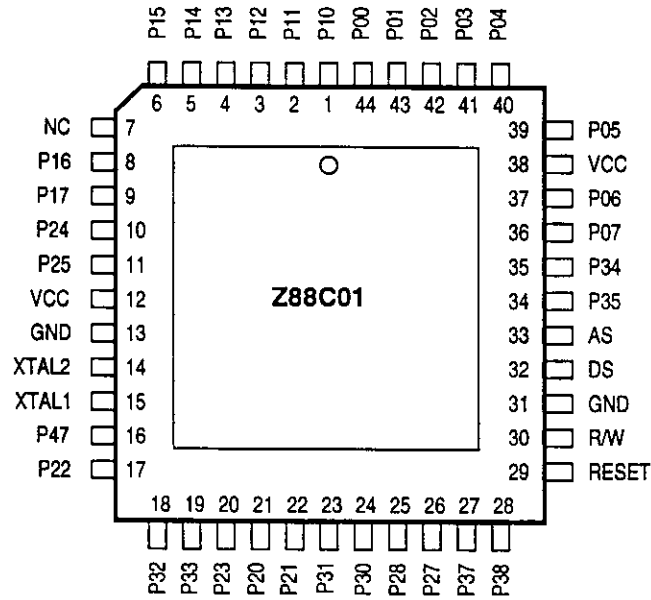 P15 P14 P13 P12 P11 P10 P00 P01 P02 P03 P04
6 5 4 3 2 1 44 43 42 41 40
NC 7 39 P05
P16 8 38 VCC
P17 9 37 P06
P24 10 36 P07
P25 11 35 P34
VCC 12 Z88C01 34 P35
GND 13 33 AS
XTAL2 14 32 DS
XTAL1 15 31 GND
P47 16 30 R/W
P22 17 29 RESET
18 19 20 21 22 23 24 25 26 27 28
P32 P33 P23 P20 P21 P31 P30 P28 P27 P37 P38